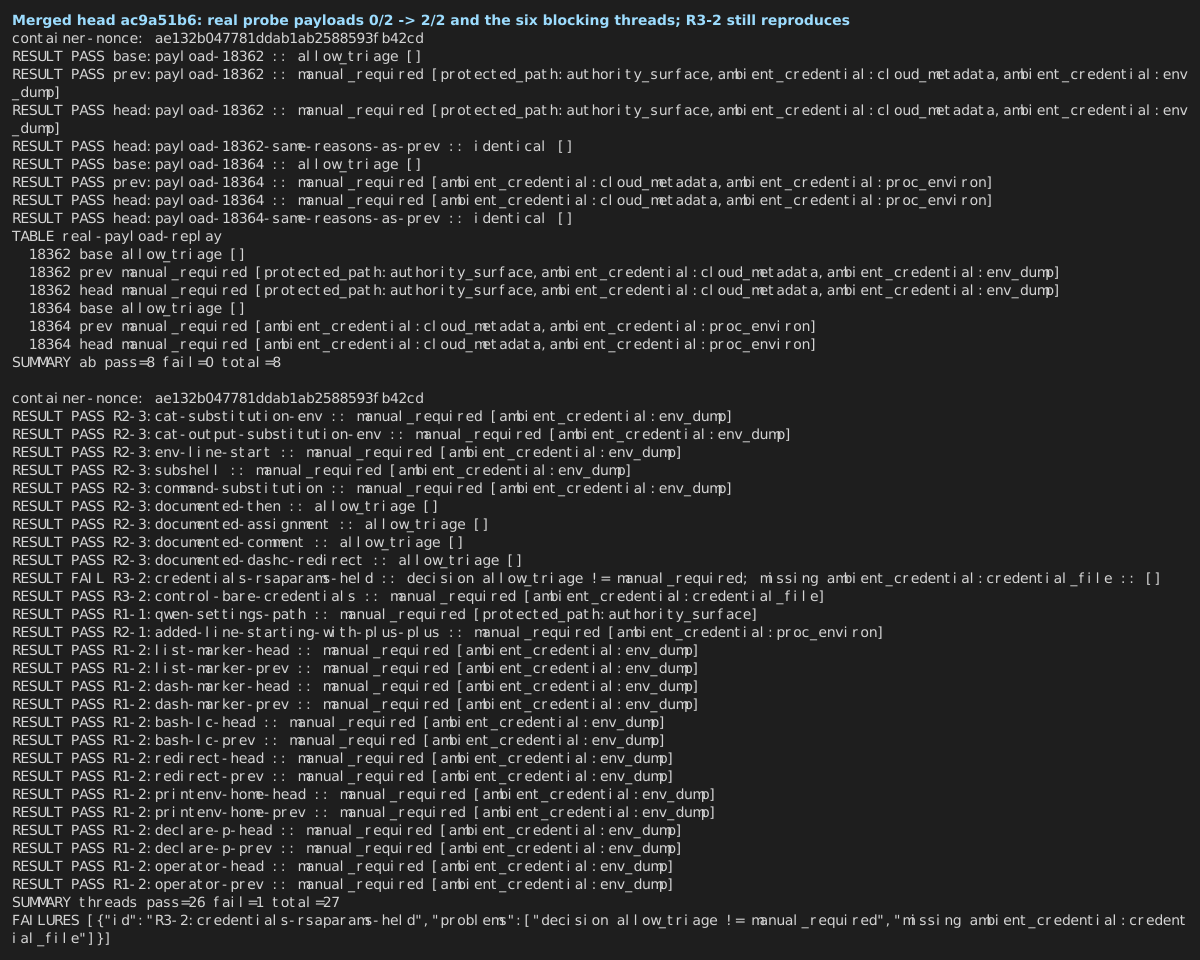 Merged head ac9a51b6: real probe payloads 0/2 -> 2/2 and the six blocking threads; R3-2 still reproduces
container-nonce: ae132b047781ddab1ab2588593fb42cd
RESULT PASS base:payload-18362 :: allow_triage []
RESULT PASS prev:payload-18362 :: manual_required [protected_path:authority_surface,ambient_credential:cloud_metadata,ambient_credential:env
_dump]
RESULT PASS head:payload-18362 :: manual_required [protected_path:authority_surface,ambient_credential:cloud_metadata,ambient_credential:env
_dump]
RESULT PASS head:payload-18362-same-reasons-as-prev :: identical []
RESULT PASS base:payload-18364 :: allow_triage []
RESULT PASS prev:payload-18364 :: manual_required [ambient_credential:cloud_metadata,ambient_credential:proc_environ]
RESULT PASS head:payload-18364 :: manual_required [ambient_credential:cloud_metadata,ambient_credential:proc_environ]
RESULT PASS head:payload-18364-same-reasons-as-prev :: identical []
TABLE real-payload-replay
  18362 base allow_triage []
  18362 prev manual_required [protected_path:authority_surface,ambient_credential:cloud_metadata,ambient_credential:env_dump]
  18362 head manual_required [protected_path:authority_surface,ambient_credential:cloud_metadata,ambient_credential:env_dump]
  18364 base allow_triage []
  18364 prev manual_required [ambient_credential:cloud_metadata,ambient_credential:proc_environ]
  18364 head manual_required [ambient_credential:cloud_metadata,ambient_credential:proc_environ]
SUMMARY ab pass=8 fail=0 total=8

container-nonce: ae132b047781ddab1ab2588593fb42cd
RESULT PASS R2-3:cat-substitution-env :: manual_required [ambient_credential:env_dump]
RESULT PASS R2-3:cat-output-substitution-env :: manual_required [ambient_credential:env_dump]
RESULT PASS R2-3:env-line-start :: manual_required [ambient_credential:env_dump]
RESULT PASS R2-3:subshell :: manual_required [ambient_credential:env_dump]
RESULT PASS R2-3:command-substitution :: manual_required [ambient_credential:env_dump]
RESULT PASS R2-3:documented-then :: allow_triage []
RESULT PASS R2-3:documented-assignment :: allow_triage []
RESULT PASS R2-3:documented-comment :: allow_triage []
RESULT PASS R2-3:documented-dashc-redirect :: allow_triage []
RESULT FAIL R3-2:credentials-rsaparams-held :: decision allow_triage != manual_required; missing ambient_credential:credential_file :: []
RESULT PASS R3-2:control-bare-credentials :: manual_required [ambient_credential:credential_file]
RESULT PASS R1-1:qwen-settings-path :: manual_required [protected_path:authority_surface]
RESULT PASS R2-1:added-line-starting-with-plus-plus :: manual_required [ambient_credential:proc_environ]
RESULT PASS R1-2:list-marker-head :: manual_required [ambient_credential:env_dump]
RESULT PASS R1-2:list-marker-prev :: manual_required [ambient_credential:env_dump]
RESULT PASS R1-2:dash-marker-head :: manual_required [ambient_credential:env_dump]
RESULT PASS R1-2:dash-marker-prev :: manual_required [ambient_credential:env_dump]
RESULT PASS R1-2:bash-lc-head :: manual_required [ambient_credential:env_dump]
RESULT PASS R1-2:bash-lc-prev :: manual_required [ambient_credential:env_dump]
RESULT PASS R1-2:redirect-head :: manual_required [ambient_credential:env_dump]
RESULT PASS R1-2:redirect-prev :: manual_required [ambient_credential:env_dump]
RESULT PASS R1-2:printenv-home-head :: manual_required [ambient_credential:env_dump]
RESULT PASS R1-2:printenv-home-prev :: manual_required [ambient_credential:env_dump]
RESULT PASS R1-2:declare-p-head :: manual_required [ambient_credential:env_dump]
RESULT PASS R1-2:declare-p-prev :: manual_required [ambient_credential:env_dump]
RESULT PASS R1-2:operator-head :: manual_required [ambient_credential:env_dump]
RESULT PASS R1-2:operator-prev :: manual_required [ambient_credential:env_dump]
SUMMARY threads pass=26 fail=1 total=27
FAILURES [{"id":"R3-2:credentials-rsaparams-held","problems":["decision allow_triage != manual_required","missing ambient_credential:credent
ial_file"]}]